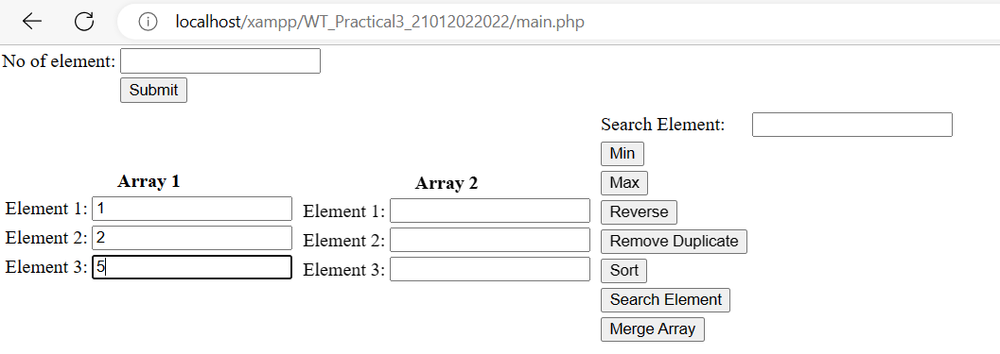 localhost/xampp/WT_Practical3_21012022022/main.php
No of element:
Submit
Search Element:
Min
Array 1
Array 2
Max
Element 1: 1
Element 1:
Reverse
Element 2: 2
Element 2:
Remove Duplicate
Element 3: 5
Element 3:
Sort
Search Element
Merge Array